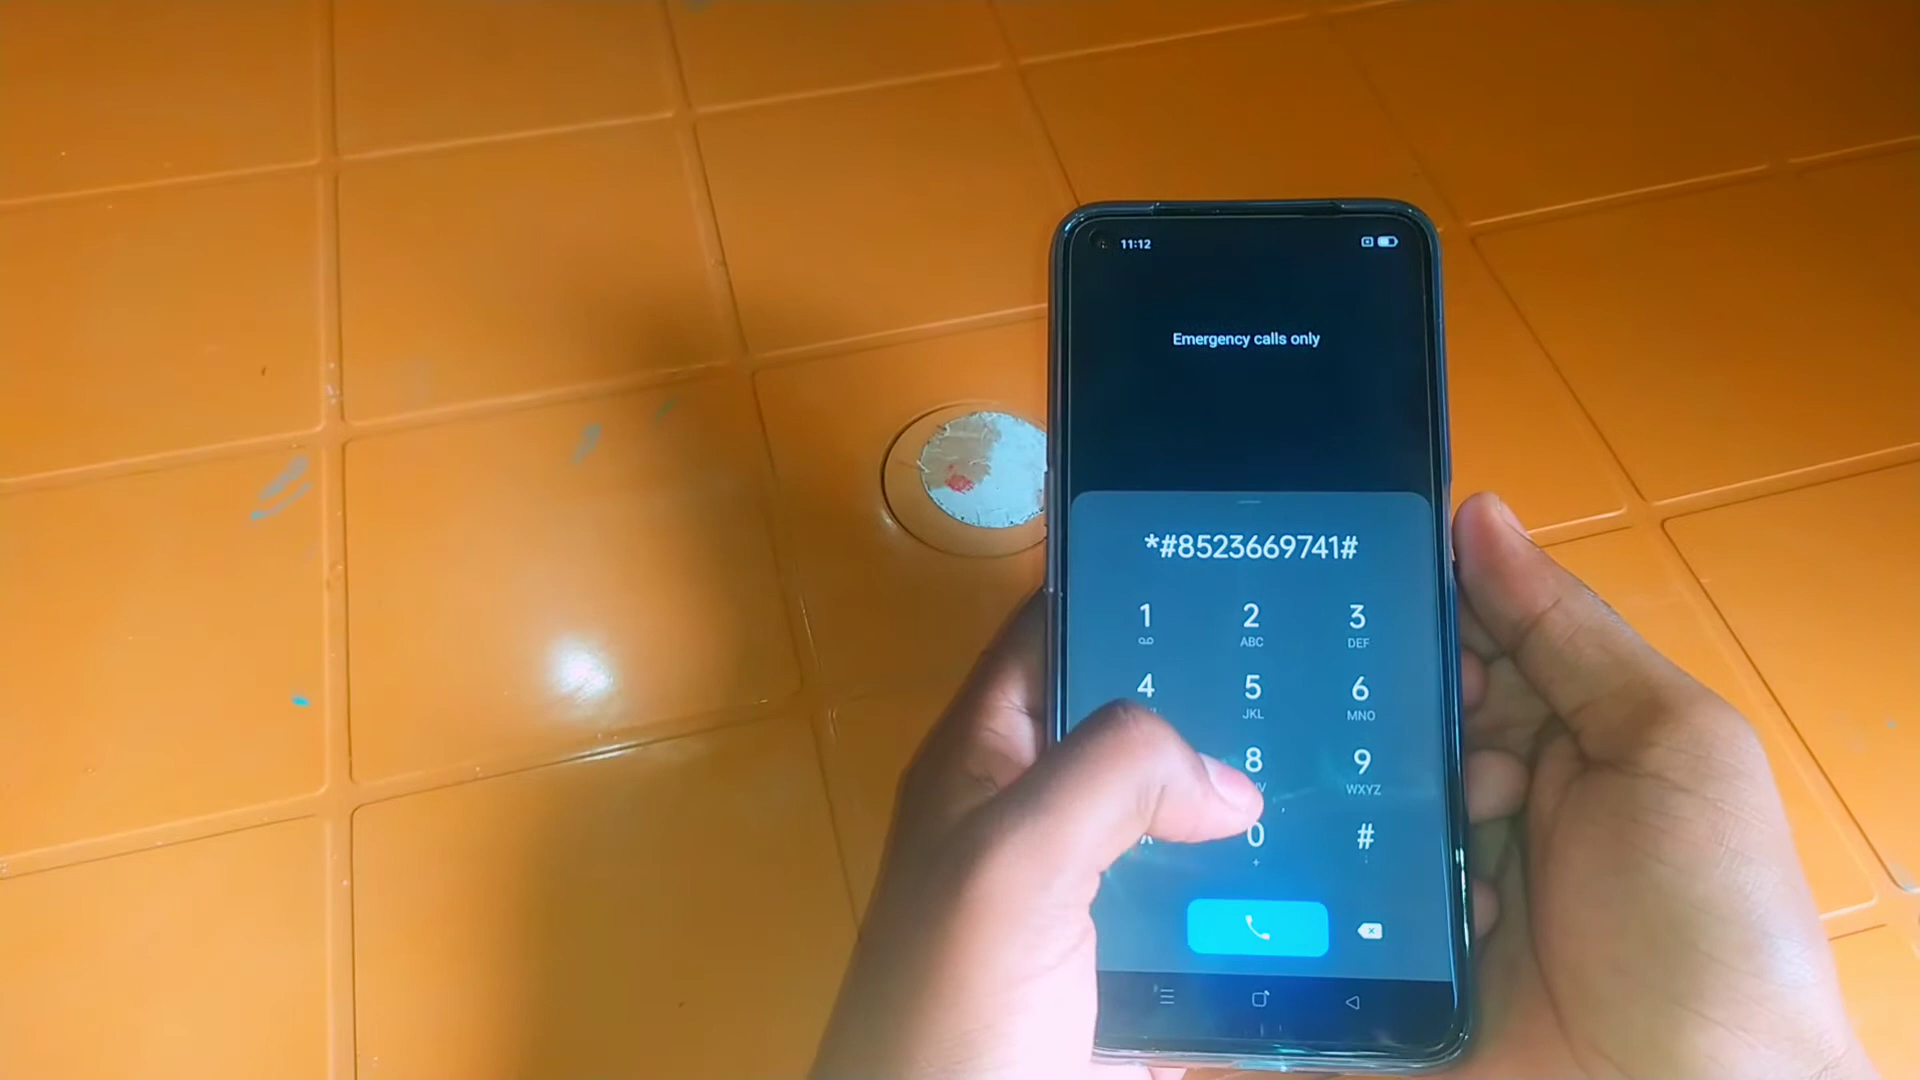 11:12
Emergency calls only
*#8523669741#
1 2 3
ABC DEF
4 5 6
JKL MNO
8 9
WXYZ
0 #
+